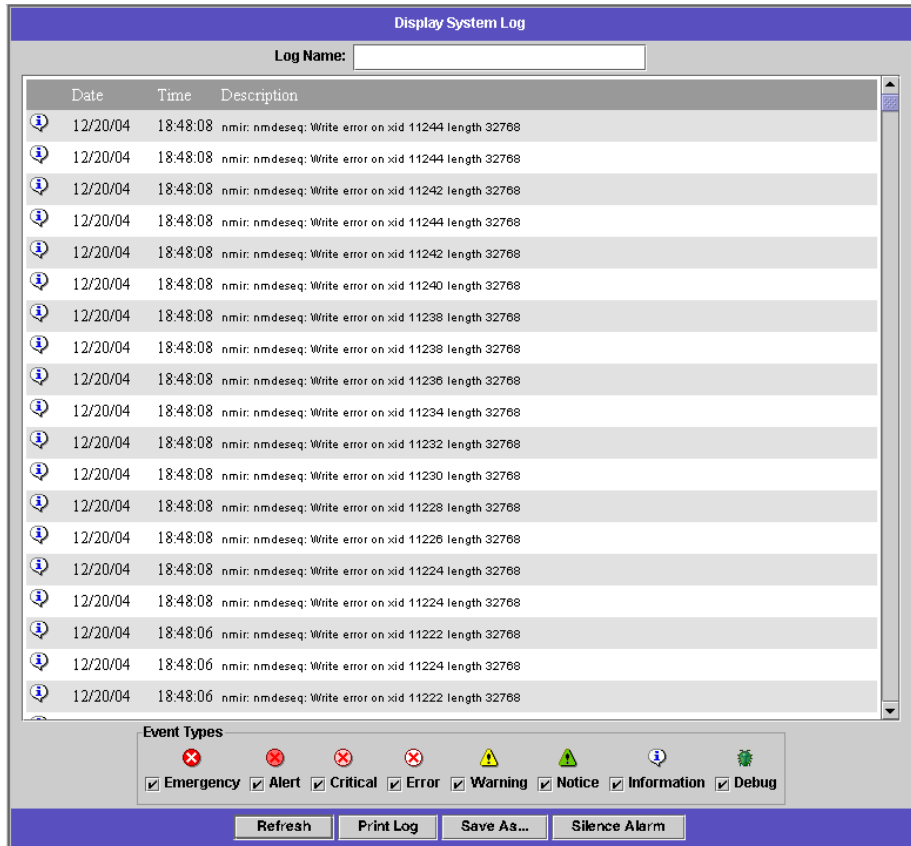 Display System Log
Log Name:
Date Time Description
12/20/04 18:48:08 nmir: nmdeseq: Write error on xid 11244 length 32768
12/20/04 18:48:08 nmir: nmdeseq: Write error on xid 11244 length 32768
12/20/04 18:48:08 nmir: nmdeseq: Write error on xid 11242 length 32768
12/20/04 18:48:08 nmir: nmdeseq: Write error on xid 11244 length 32768
12/20/04 18:48:08 nmir: nmdeseq: Write error on xid 11242 length 32768
12/20/04 18:48:08 nmir: nmdeseq: Write error on xid 11240 length 32768
12/20/04 18:48:08 nmir: nmdeseq: Write error on xid 11238 length 32768
12/20/04 18:48:08 nmir: nmdeseq: Write error on xid 11238 length 32768
12/20/04 18:48:08 nmir: nmdeseq: Write error on xid 11236 length 32768
12/20/04 18:48:08 nmir: nmdeseq: Write error on xid 11234 length 32768
12/20/04 18:48:08 nmir: nmdeseq: Write error on xid 11232 length 32768
12/20/04 18:48:08 nmir: nmdeseq: Write error on xid 11230 length 32768
12/20/04 18:48:08 nmir: nmdeseq: Write error on xid 11228 length 32768
12/20/04 18:48:08 nmir: nmdeseq: Write error on xid 11226 length 32768
12/20/04 18:48:08 nmir: nmdeseq: Write error on xid 11224 length 32768
12/20/04 18:48:08 nmir: nmdeseq: Write error on xid 11224 length 32768
12/20/04 18:48:06 nmir: nmdeseq: Write error on xid 11222 length 32768
12/20/04 18:48:06 nmir: nmdeseq: Write error on xid 11224 length 32768
12/20/04 18:48:06 nmir: nmdeseq: Write error on xid 11222 length 32768
Event Types
Emergency Alert Critical Error Warning Notice Information Debug
Refresh Print Log Save As... Silence Alarm